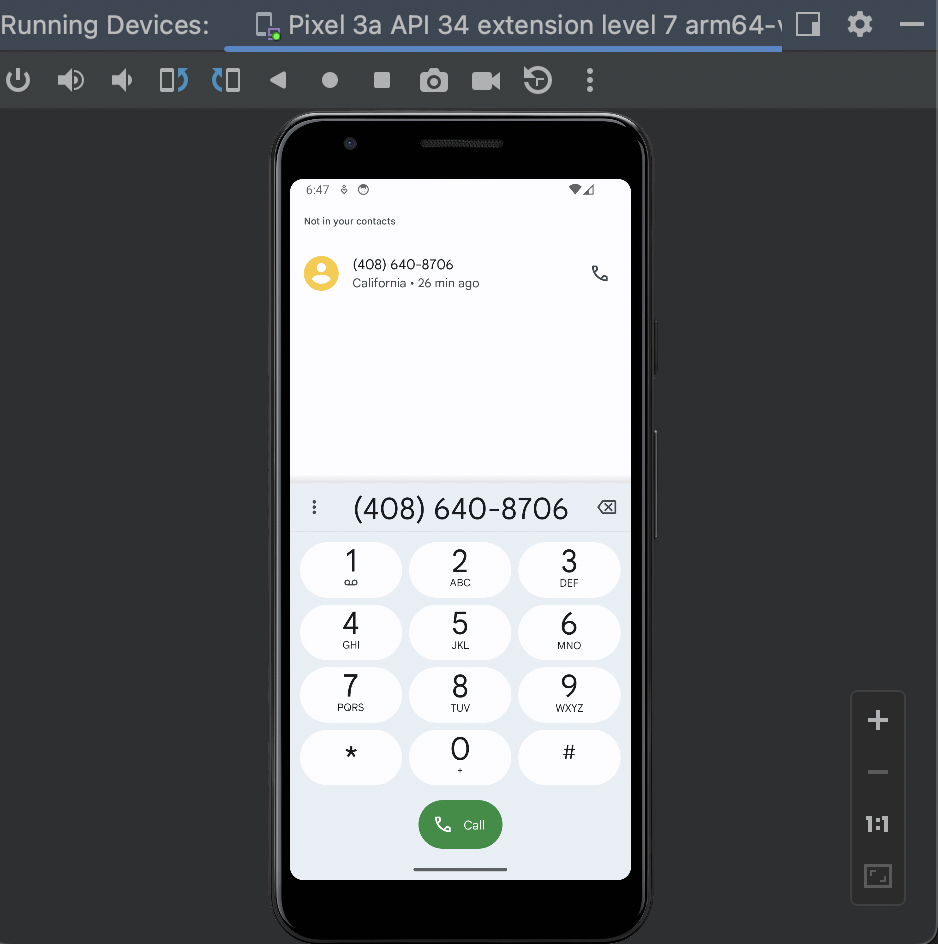 Running Devices: Pixel 3a API 34 extension level 7 arm64-
6:47
Not in your contacts
(408) 640-8706
California • 26 min ago
(408) 640-8706
1 2 3
ABC DEF
4 5 6
GHI JKL MNO
7 8 9
PQRS TUV WXYZ
* 0 #
+
Call
1:1